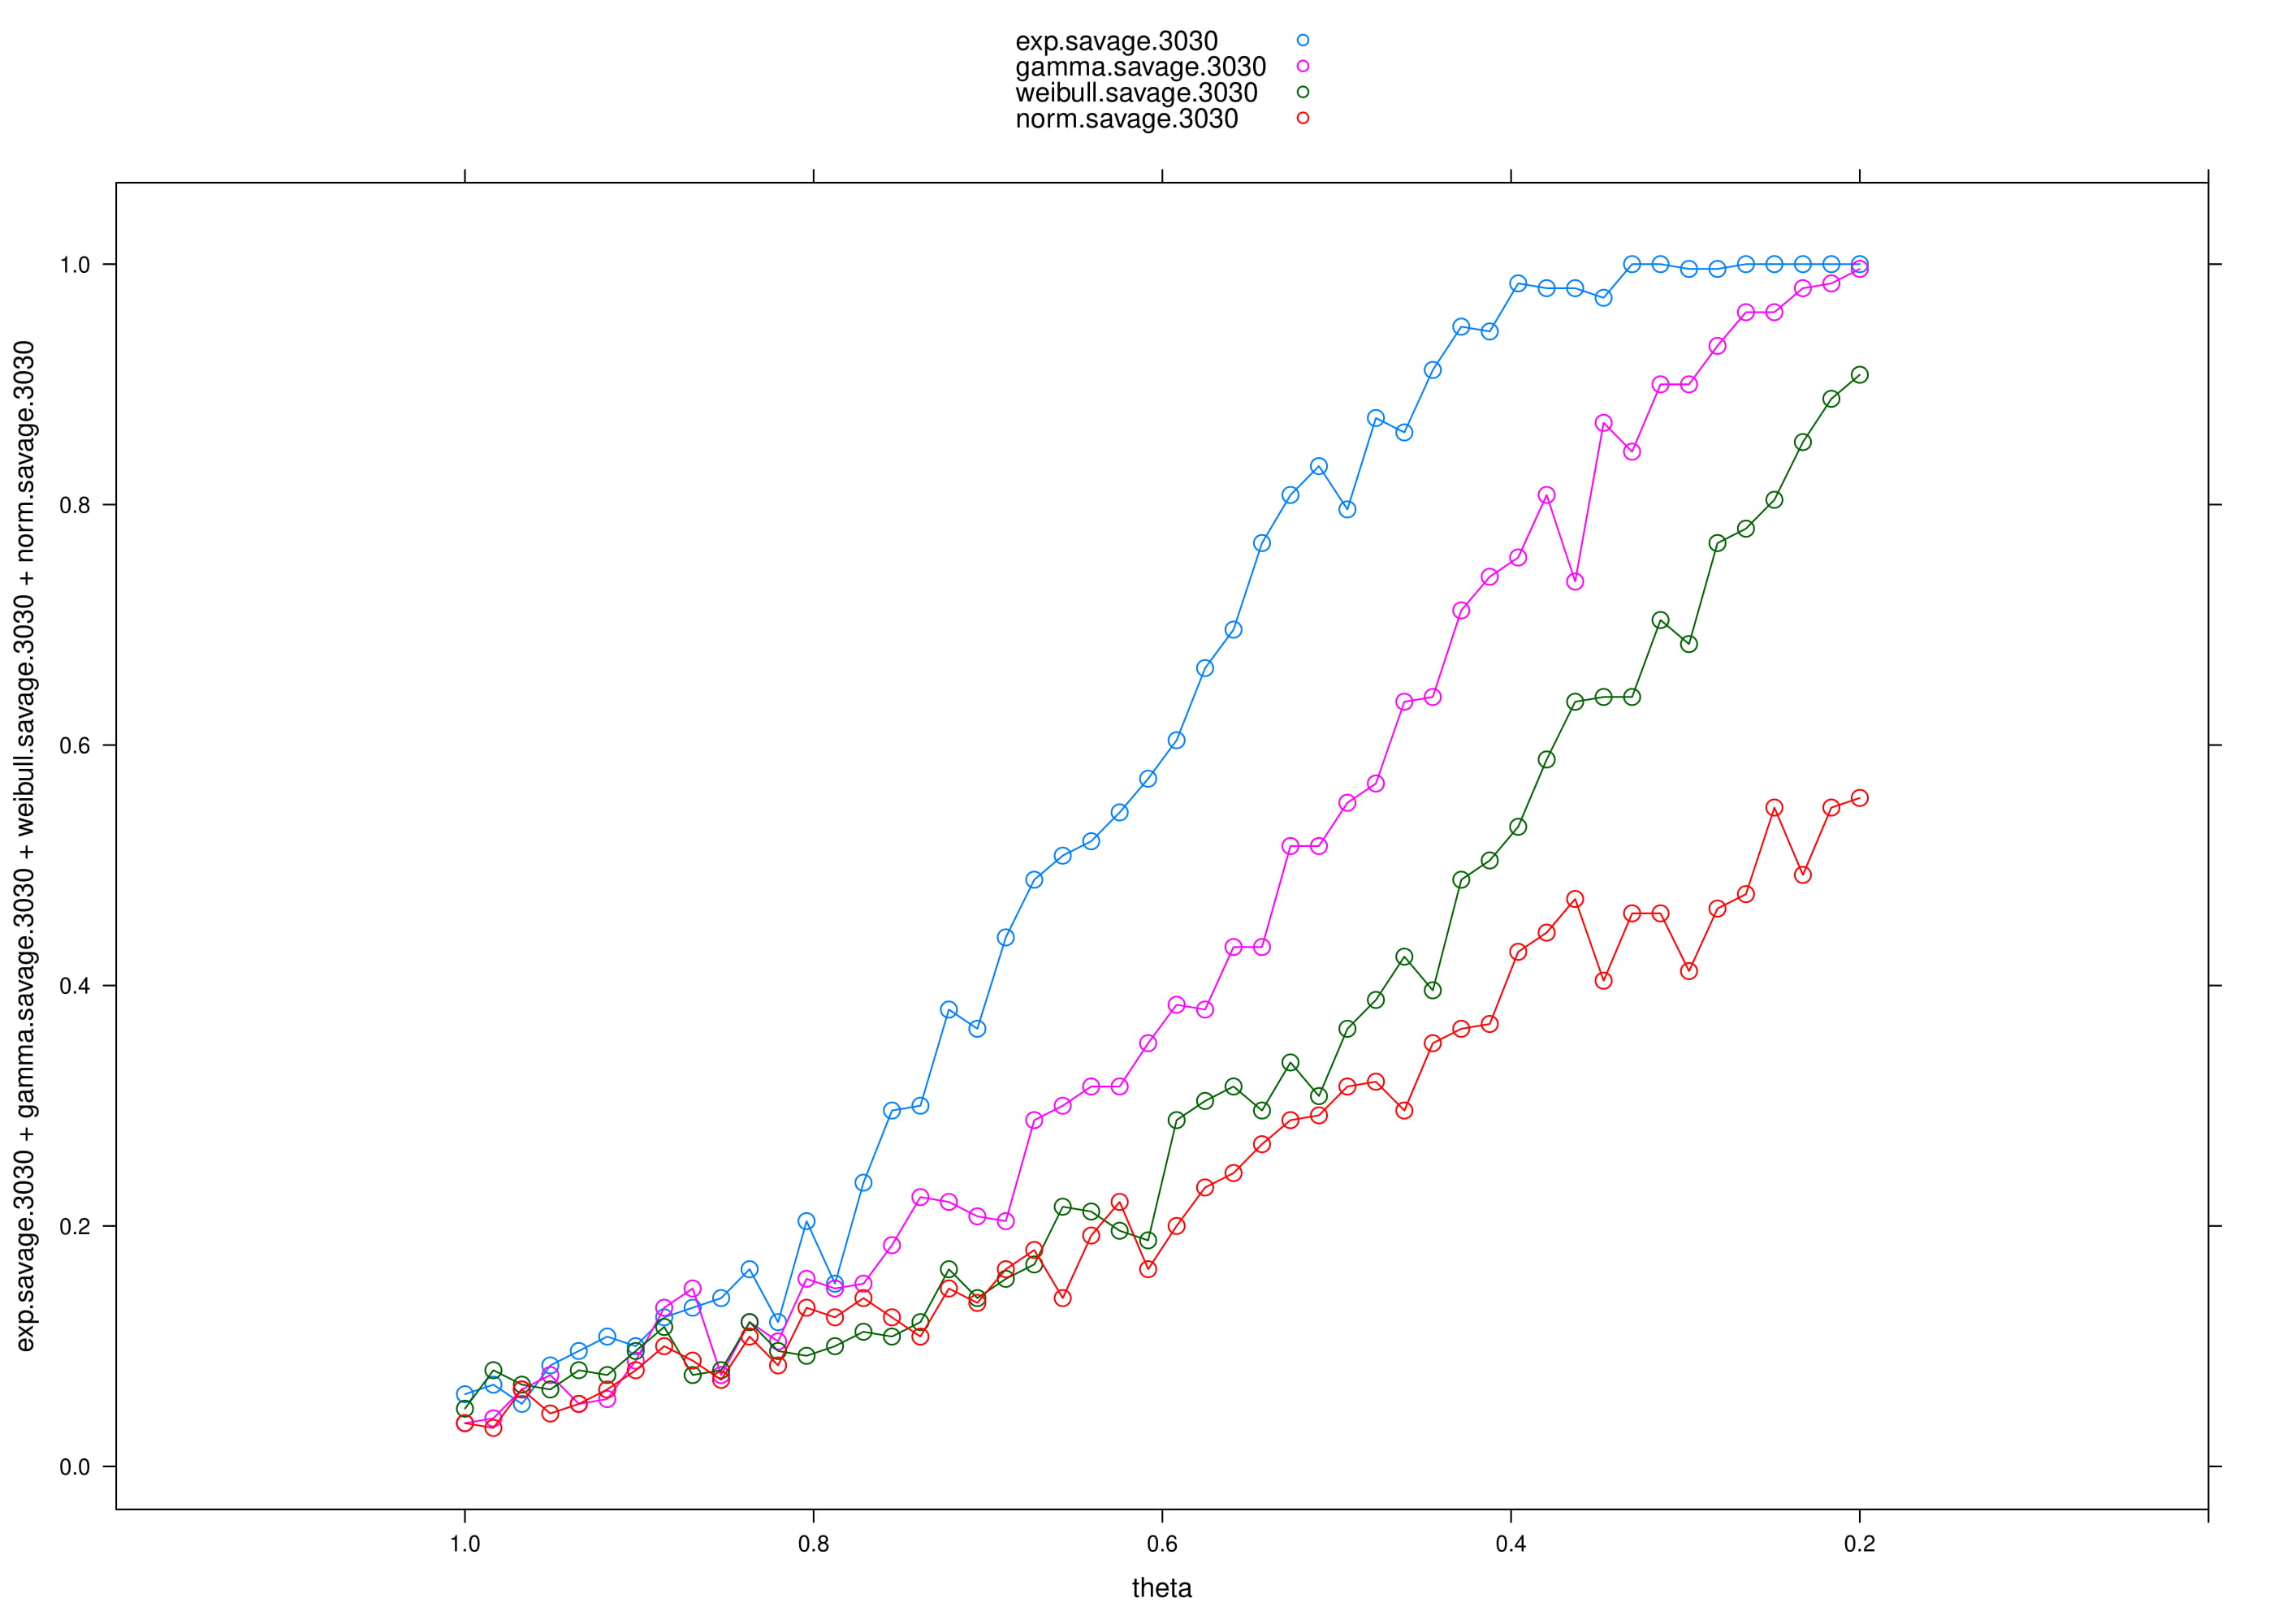 exp.savage.3030
gamma.savage.3030
weibull.savage.3030
norm.savage.3030
exp.savage.3030 + gamma.savage.3030 + weibull.savage.3030 + norm.savage.3030
1.0
0.8
0.6
0.4
0.2
0.0
1.0 0.8 0.6 0.4 0.2
theta